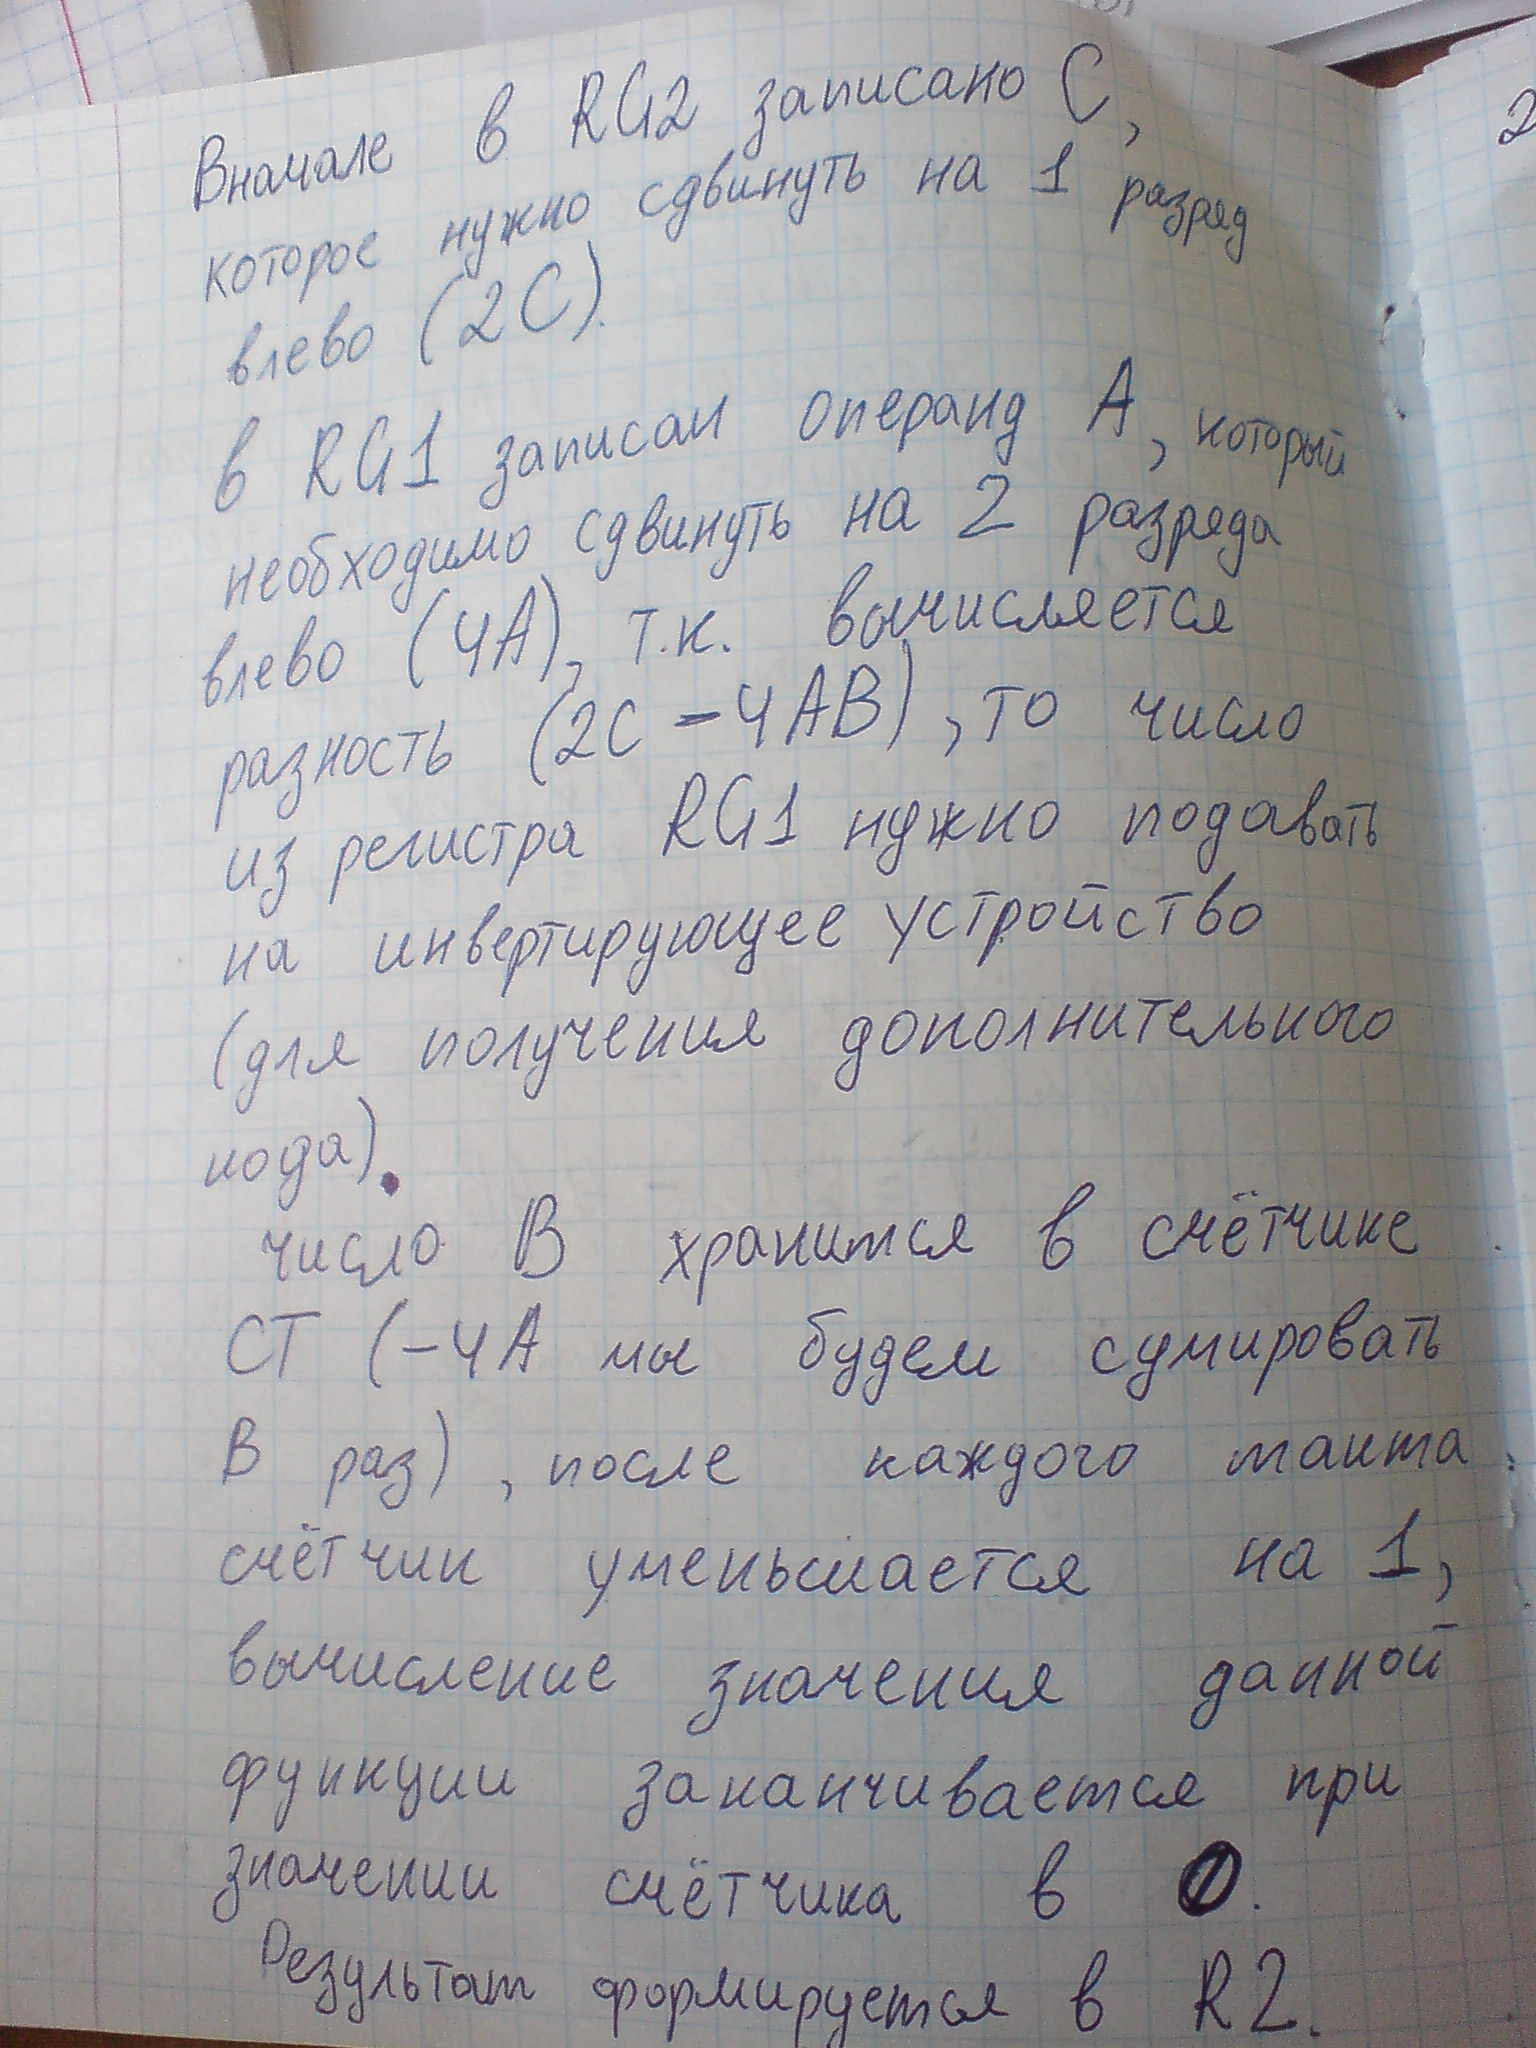 Вначале в RG2 записано C,
которое нужно сдвинуть на 1 разряд
влево (2C).
в RG1 записан операнд A, который
необходимо сдвинуть на 2 разряда
влево (4A), т.к. вычисляется
разность (2C - 4AB), то число
из регистра RG1 нужно подавать
на инвертирующее устройство
(для получения дополнительного
кода).
число B хранится в счётчике
CT (-4A мы будем сумировать
B раз), после каждого такта
счётчик уменьшается на 1,
вычисление значения данной
функции заканчивается при
значении счётчика в 0.
Результат формируется в R2.
2